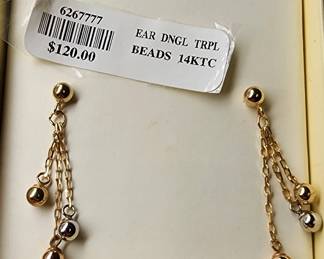 6267777
$120.00
EAR DNGL TRPL
BEADS 14KTC